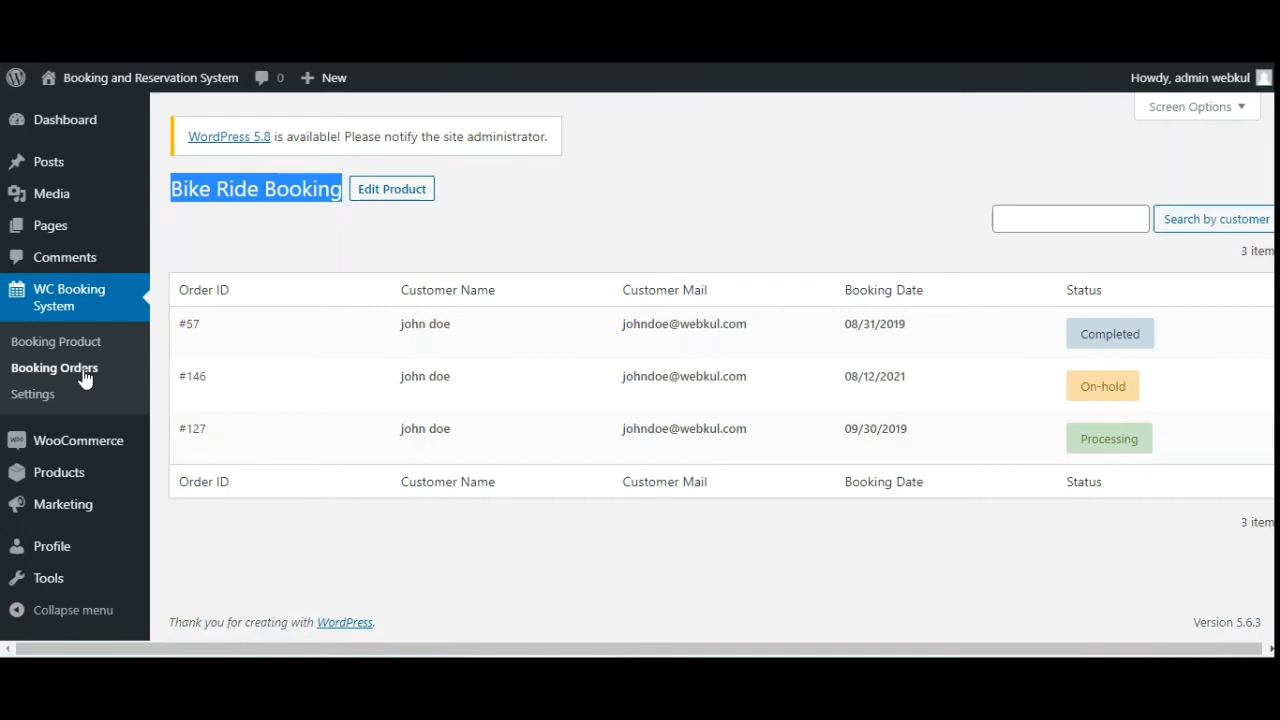 Booking and Reservation System 0 New Howdy, admin webkul
Screen Options
Dashboard
Posts
Media
Pages
Comments
WC Booking
System
Booking Product
Booking Orders
Settings
WooCommerce
Products
Marketing
Profile
Tools
Collapse menu
WordPress 5.8 is available! Please notify the site administrator.
Bike Ride Booking Edit Product
Search by customer
3 item
Order ID Customer Name Customer Mail Booking Date Status
#57 john doe johndoe@webkul.com 08/31/2019 Completed
#146 john doe johndoe@webkul.com 08/12/2021 On-hold
#127 john doe johndoe@webkul.com 09/30/2019 Processing
Order ID Customer Name Customer Mail Booking Date Status
3 item
Thank you for creating with WordPress. Version 5.6.3